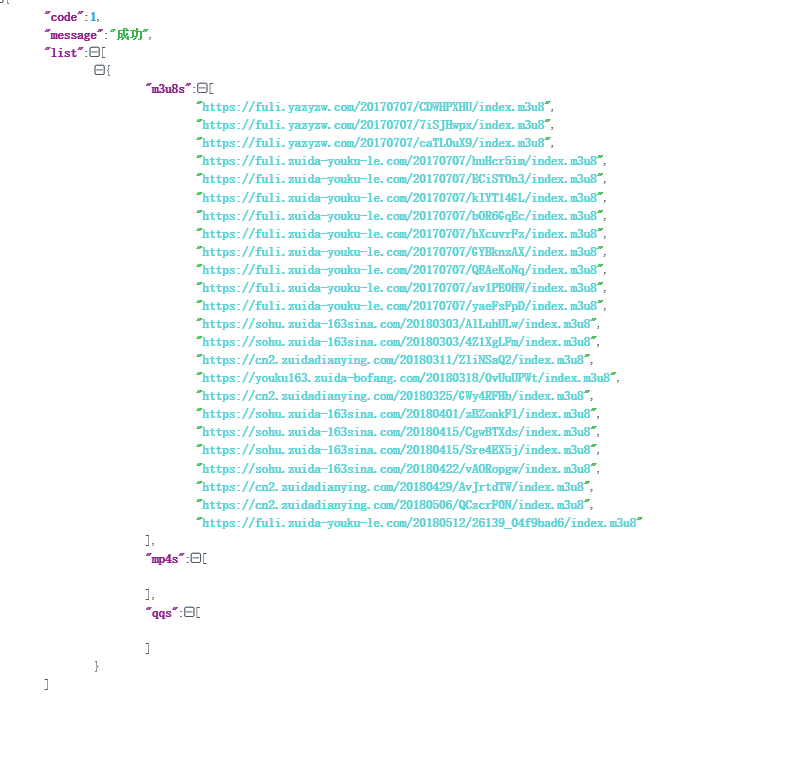 "code":1,
"message":"成功",
"list":[
{
"m3u8s":[
"https://fuli.yazyzw.com/20170707/CDWHPXHU/index.m3u8",
"https://fuli.yazyzw.com/20170707/7iSJHwpx/index.m3u8",
"https://fuli.yazyzw.com/20170707/caTLOuX9/index.m3u8",
"https://fuli.zuida-youku-le.com/20170707/huHcr5im/index.m3u8",
"https://fuli.zuida-youku-le.com/20170707/ECiSTOn3/index.m3u8",
"https://fuli.zuida-youku-le.com/20170707/kIYT14GL/index.m3u8",
"https://fuli.zuida-youku-le.com/20170707/bOR6GqEc/index.m3u8",
"https://fuli.zuida-youku-le.com/20170707/hXcuvrFz/index.m3u8",
"https://fuli.zuida-youku-le.com/20170707/GYBknzAX/index.m3u8",
"https://fuli.zuida-youku-le.com/20170707/QEAeKoNq/index.m3u8",
"https://fuli.zuida-youku-le.com/20170707/av1PEOHW/index.m3u8",
"https://fuli.zuida-youku-le.com/20170707/yaeFsFpD/index.m3u8",
"https://sohu.zuida-163sina.com/20180303/AlLuhULw/index.m3u8",
"https://sohu.zuida-163sina.com/20180303/4Z1XgLFm/index.m3u8",
"https://cn2.zuidadianying.com/20180311/ZliNSaQ2/index.m3u8",
"https://youku163.zuida-bofang.com/20180318/0vUuUPWt/index.m3u8",
"https://cn2.zuidadianying.com/20180325/GWy4RFHb/index.m3u8",
"https://sohu.zuida-163sina.com/20180401/zBZonkFl/index.m3u8",
"https://sohu.zuida-163sina.com/20180415/CgwBTXds/index.m3u8",
"https://sohu.zuida-163sina.com/20180415/Sre4EX5j/index.m3u8",
"https://sohu.zuida-163sina.com/20180422/vAORopgw/index.m3u8",
"https://cn2.zuidadianying.com/20180429/AvJrtdTW/index.m3u8",
"https://cn2.zuidadianying.com/20180506/QCzcrF0N/index.m3u8",
"https://fuli.zuida-youku-le.com/20180512/26139_04f9bad6/index.m3u8"
],
"mp4s":[
],
"qqs":[
]
}
]